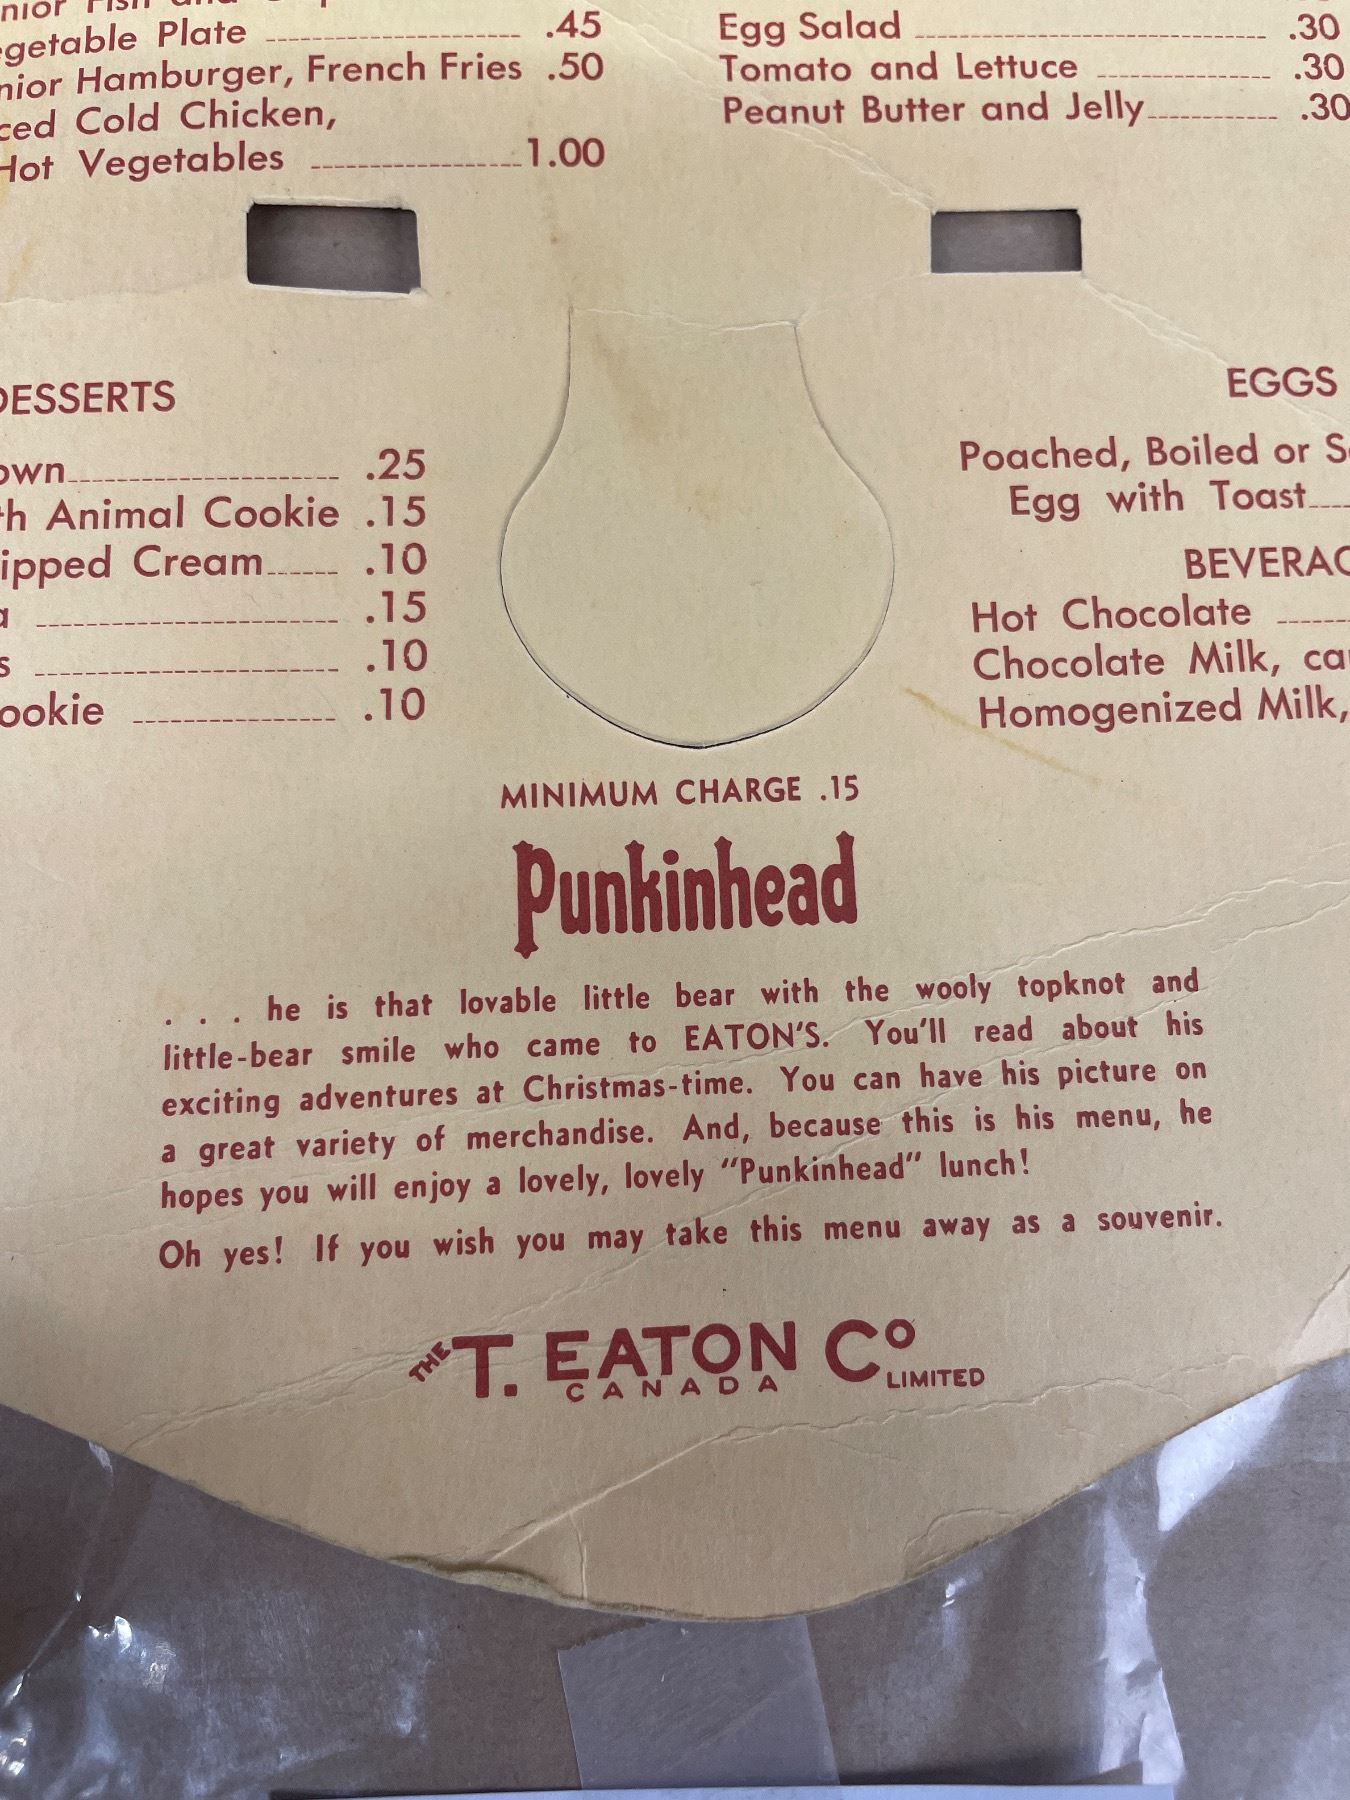 egetable Plate .45
Hamburger, French Fries .50
Cold Chicken,
Hot Vegetables 1.00
Egg Salad .30
Tomato and Lettuce .30
Peanut Butter and Jelly .30
DESSERTS
own .25
th Animal Cookie .15
ipped Cream .10
a .15
s .10
ookie .10
EGGS
Poached, Boiled or S
Egg with Toast
BEVERAG
Hot Chocolate
Chocolate Milk, ca
Homogenized Milk,
MINIMUM CHARGE .15
Punkinhead
. . . he is that lovable little bear with the wooly topknot and
little-bear smile who came to EATON'S. You'll read about his
exciting adventures at Christmas-time. You can have his picture on
a great variety of merchandise. And, because this is his menu, he
hopes you will enjoy a lovely, lovely "Punkinhead" lunch!
Oh yes! If you wish you may take this menu away as a souvenir.
THE T. EATON Co LIMITED
CANADA